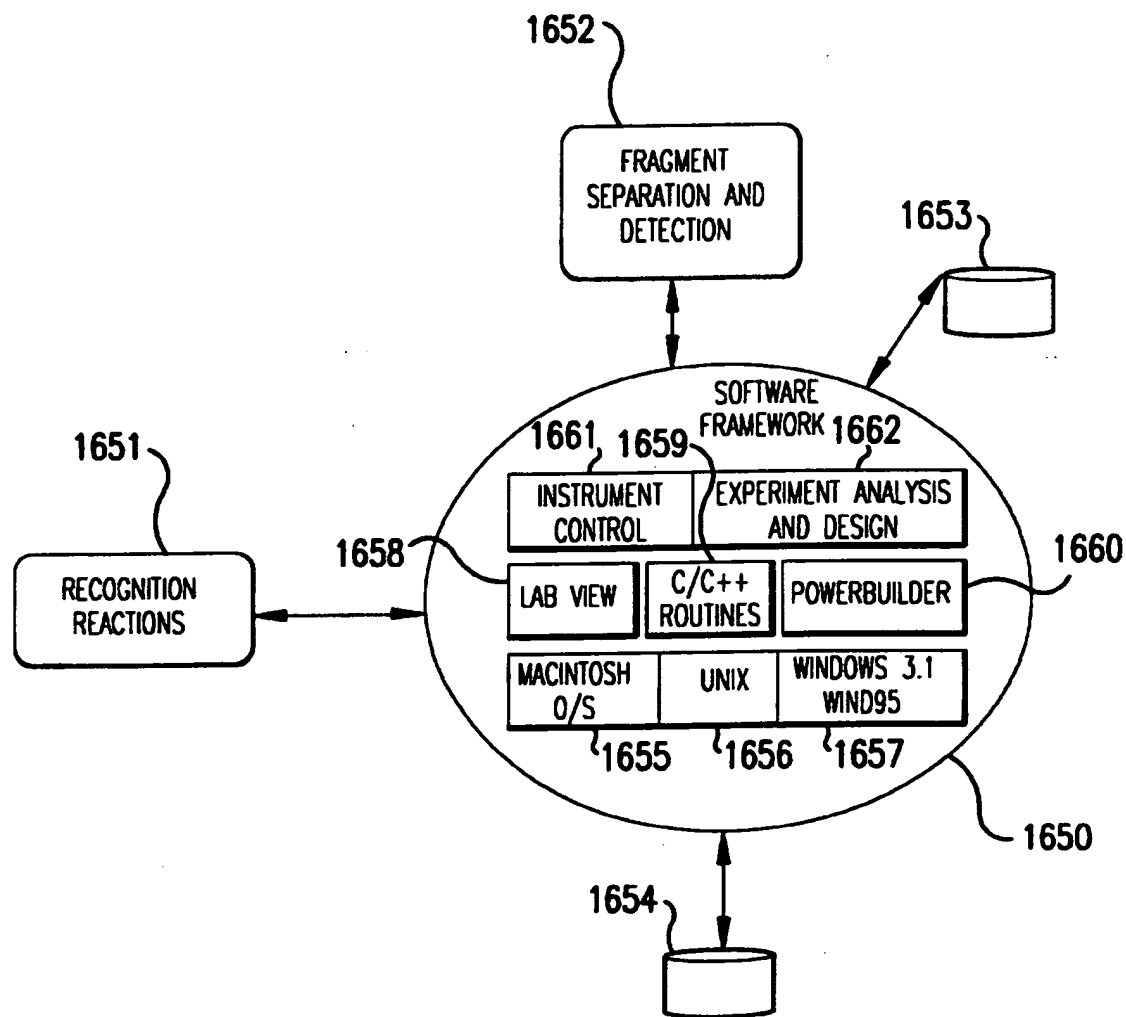 1652
FRAGMENT
SEPARATION AND
DETECTION
1653
SOFTWARE
FRAMEWORK
1661
1659
1662
1651
INSTRUMENT
CONTROL
EXPERIMENT ANALYSIS
AND DESIGN
1658
1660
RECOGNITION
REACTIONS
LAB VIEW
C/C++
ROUTINES
POWERBUILDER
MACINTOSH
O/S
UNIX
WINDOWS 3.1
WIND95
1655
1656
1657
1650
1654